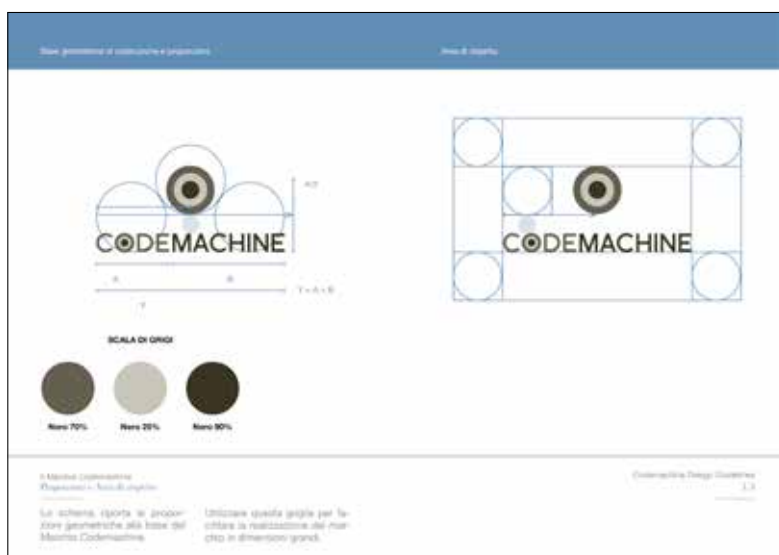 Base geometrica di costruzione e proporzioni
Area di rispetto
CODEMACHINE
CODEMACHINE
A
B
Y = A + B
Y
SCALA DI GRIGI
Nero 70%
Nero 20%
Nero 90%
Il Marchio Codemachine
Proporzioni e Area di rispetto
Codemachine Design Guidelines
Lo schema riporta le propor-
zioni geometriche alla base del
Marchio Codemachine.
Utilizzare questa griglia per fa-
cilitare la realizzazione del mar-
chio in dimensioni grandi.